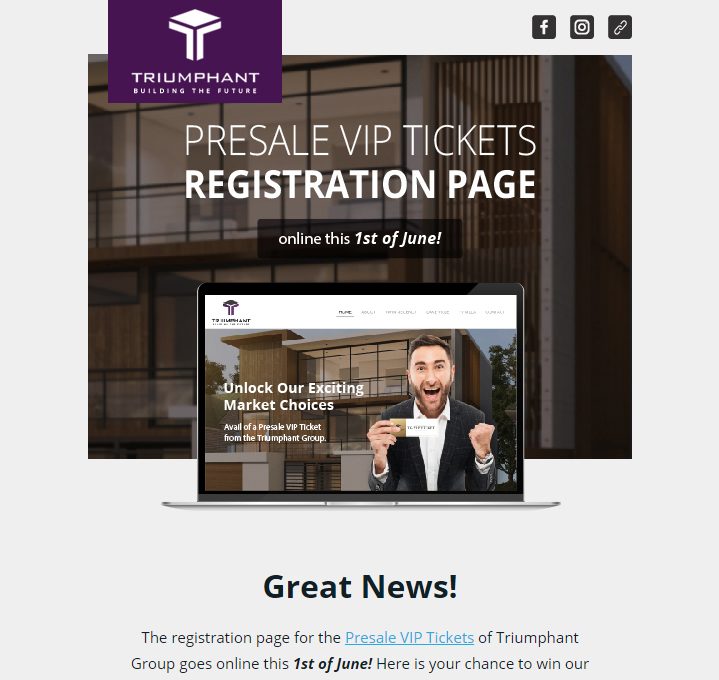 TRIUMPHANT
BUILDING THE FUTURE
PRESALE VIP TICKETS
REGISTRATION PAGE
online this 1st of June!
TRIUMPHANT
HOME ABOUT CONTACT
Unlock Our Exciting
Market Choices
Avail of a Presale VIP Ticket
from the Triumphant Group.
Great News!
The registration page for the Presale VIP Tickets of Triumphant
Group goes online this 1st of June! Here is your chance to win our